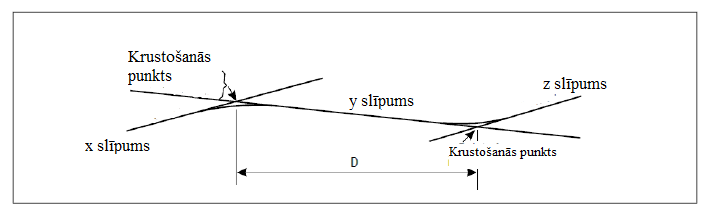 Krustošanās
punkts
z slīpums
y slīpums
x slīpums
Krustošanās punkts
D